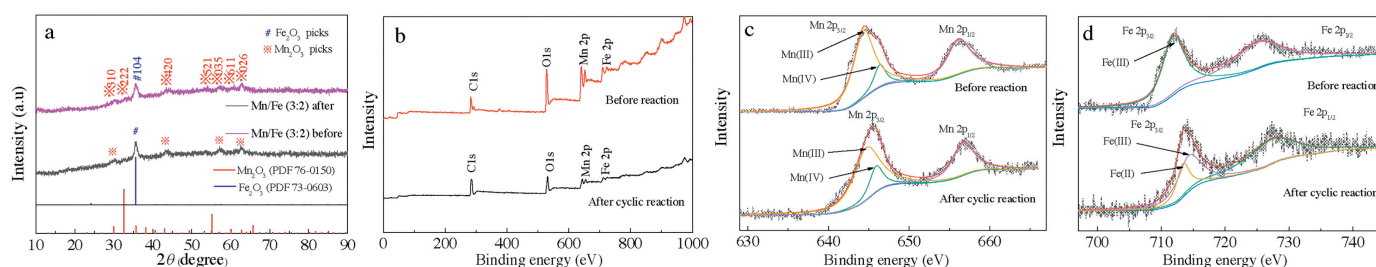 a
# Fe2O3 picks
※ Mn2O3 picks
※310
※222
#104
※420
※521
※035
※611
※026
Mn/Fe (3:2) after
#
Mn/Fe (3:2) before
※
※
※
※
Mn2O3 (PDF 76-0150)
Fe2O3 (PDF 73-0603)
Intensity (a.u)
10 20 30 40 50 60 70 80 90
2θ (degree)
b
C1s
O1s
Mn 2p
Fe 2p
Before reaction
C1s
O1s
Mn 2p
Fe 2p
After cyclic reaction
Intensity
0 200 400 600 800 1000
Binding energy (eV)
c
Mn 2p3/2
Mn 2p1/2
Mn(III)
Mn(IV)
Before reaction
Mn 2p3/2
Mn 2p1/2
Mn(III)
Mn(IV)
After cyclic reaction
Intensity
630 640 650 660
Binding energy (eV)
d
Fe 2p3/2
Fe 2p1/2
Fe(III)
Before reaction
Fe 2p3/2
Fe 2p1/2
Fe(III)
Fe(II)
After cyclic reaction
Intensity
700 710 720 730 740
Binding energy (eV)